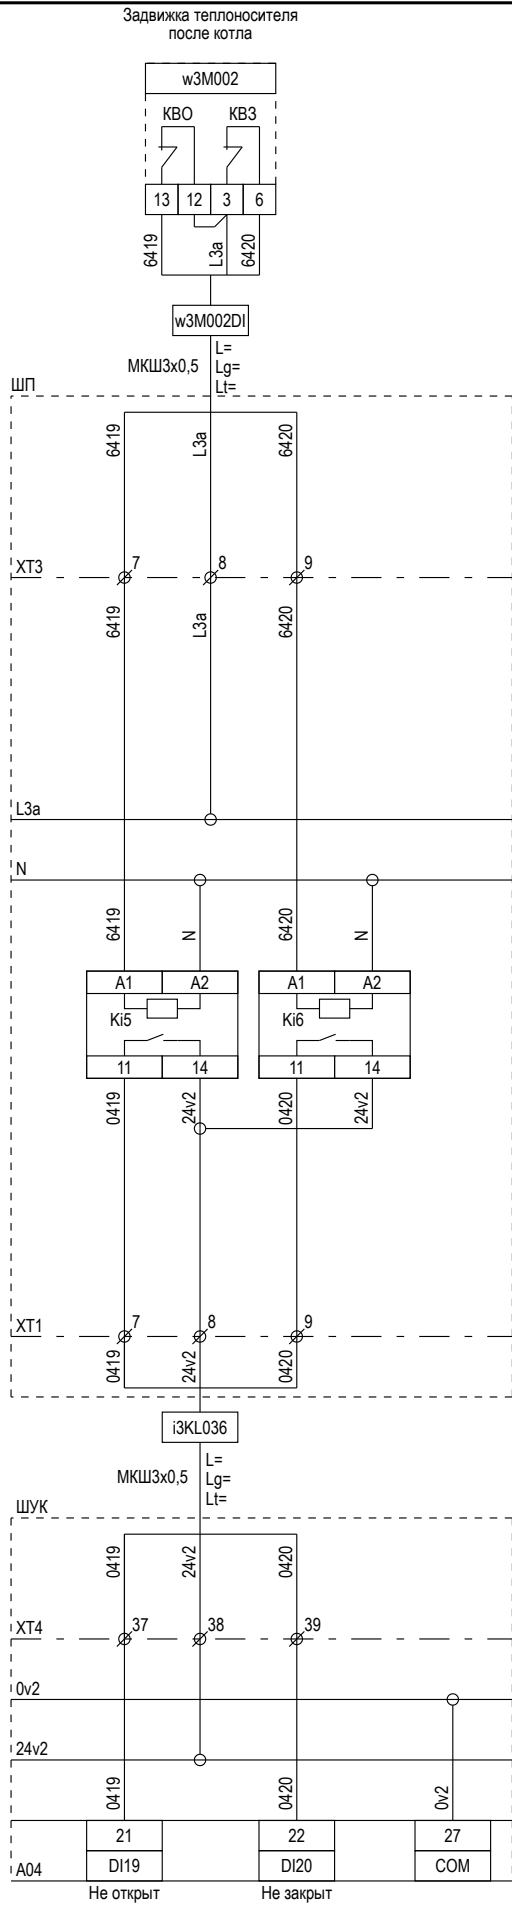 Задвижка теплоносителя
после котла
w3M002
КВО КВЗ
13 12 3 6
6419 L3a 6420
w3M002DI
МКШ3х0,5
L=
Lg=
Lt=
ШП
6419 L3a 6420
XT3 7 8 9
6419 L3a 6420
L3a
N
6419 N 6420 N
A1 A2 A1 A2
Ki5 Ki6
11 14 11 14
0419 24v2 0420 24v2
XT1 7 8 9
0419 24v2 0420
i3KL036
МКШ3х0,5
L=
Lg=
Lt=
ШУК
0419 24v2 0420
XT4 37 38 39
0v2
24v2
0419 0420 0v2
21 22 27
A04 DI19 DI20 COM
Не открыт Не закрыт